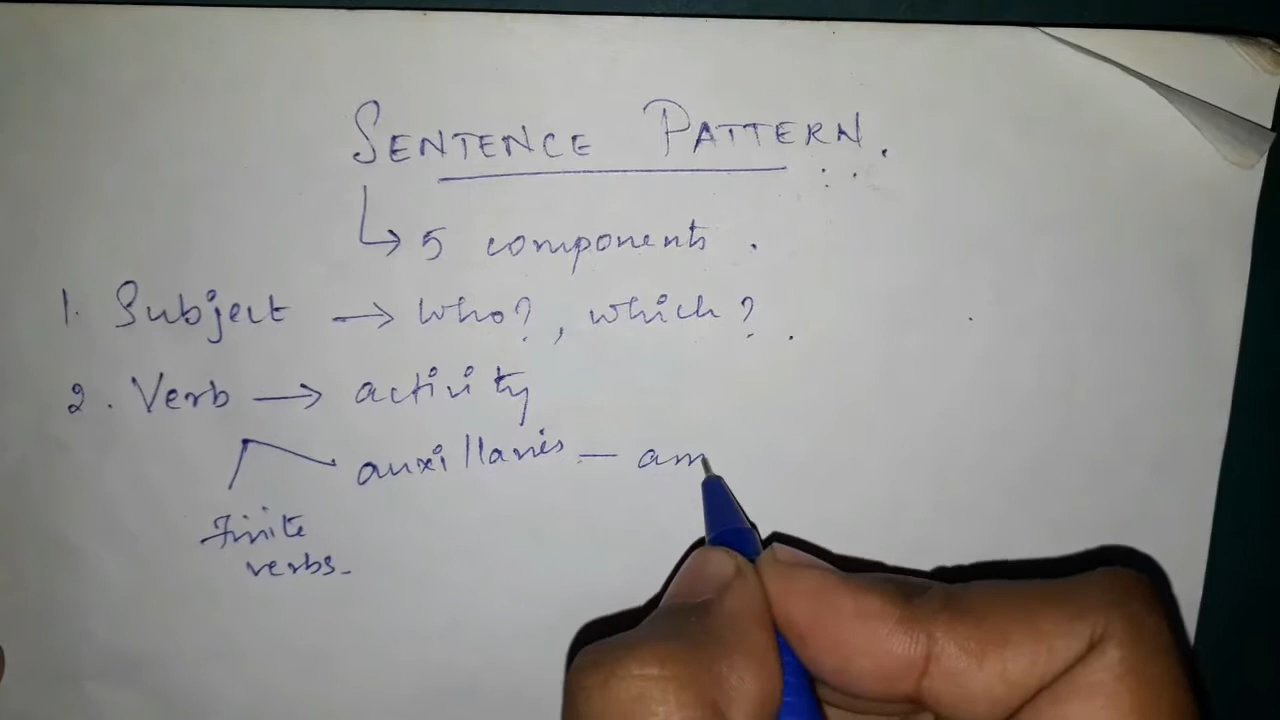 SENTENCE PATTERN.
↳ 5 components.
1. Subject → Who?, which?.
2. Verb → activity
auxillaries - am
Finite
verbs-